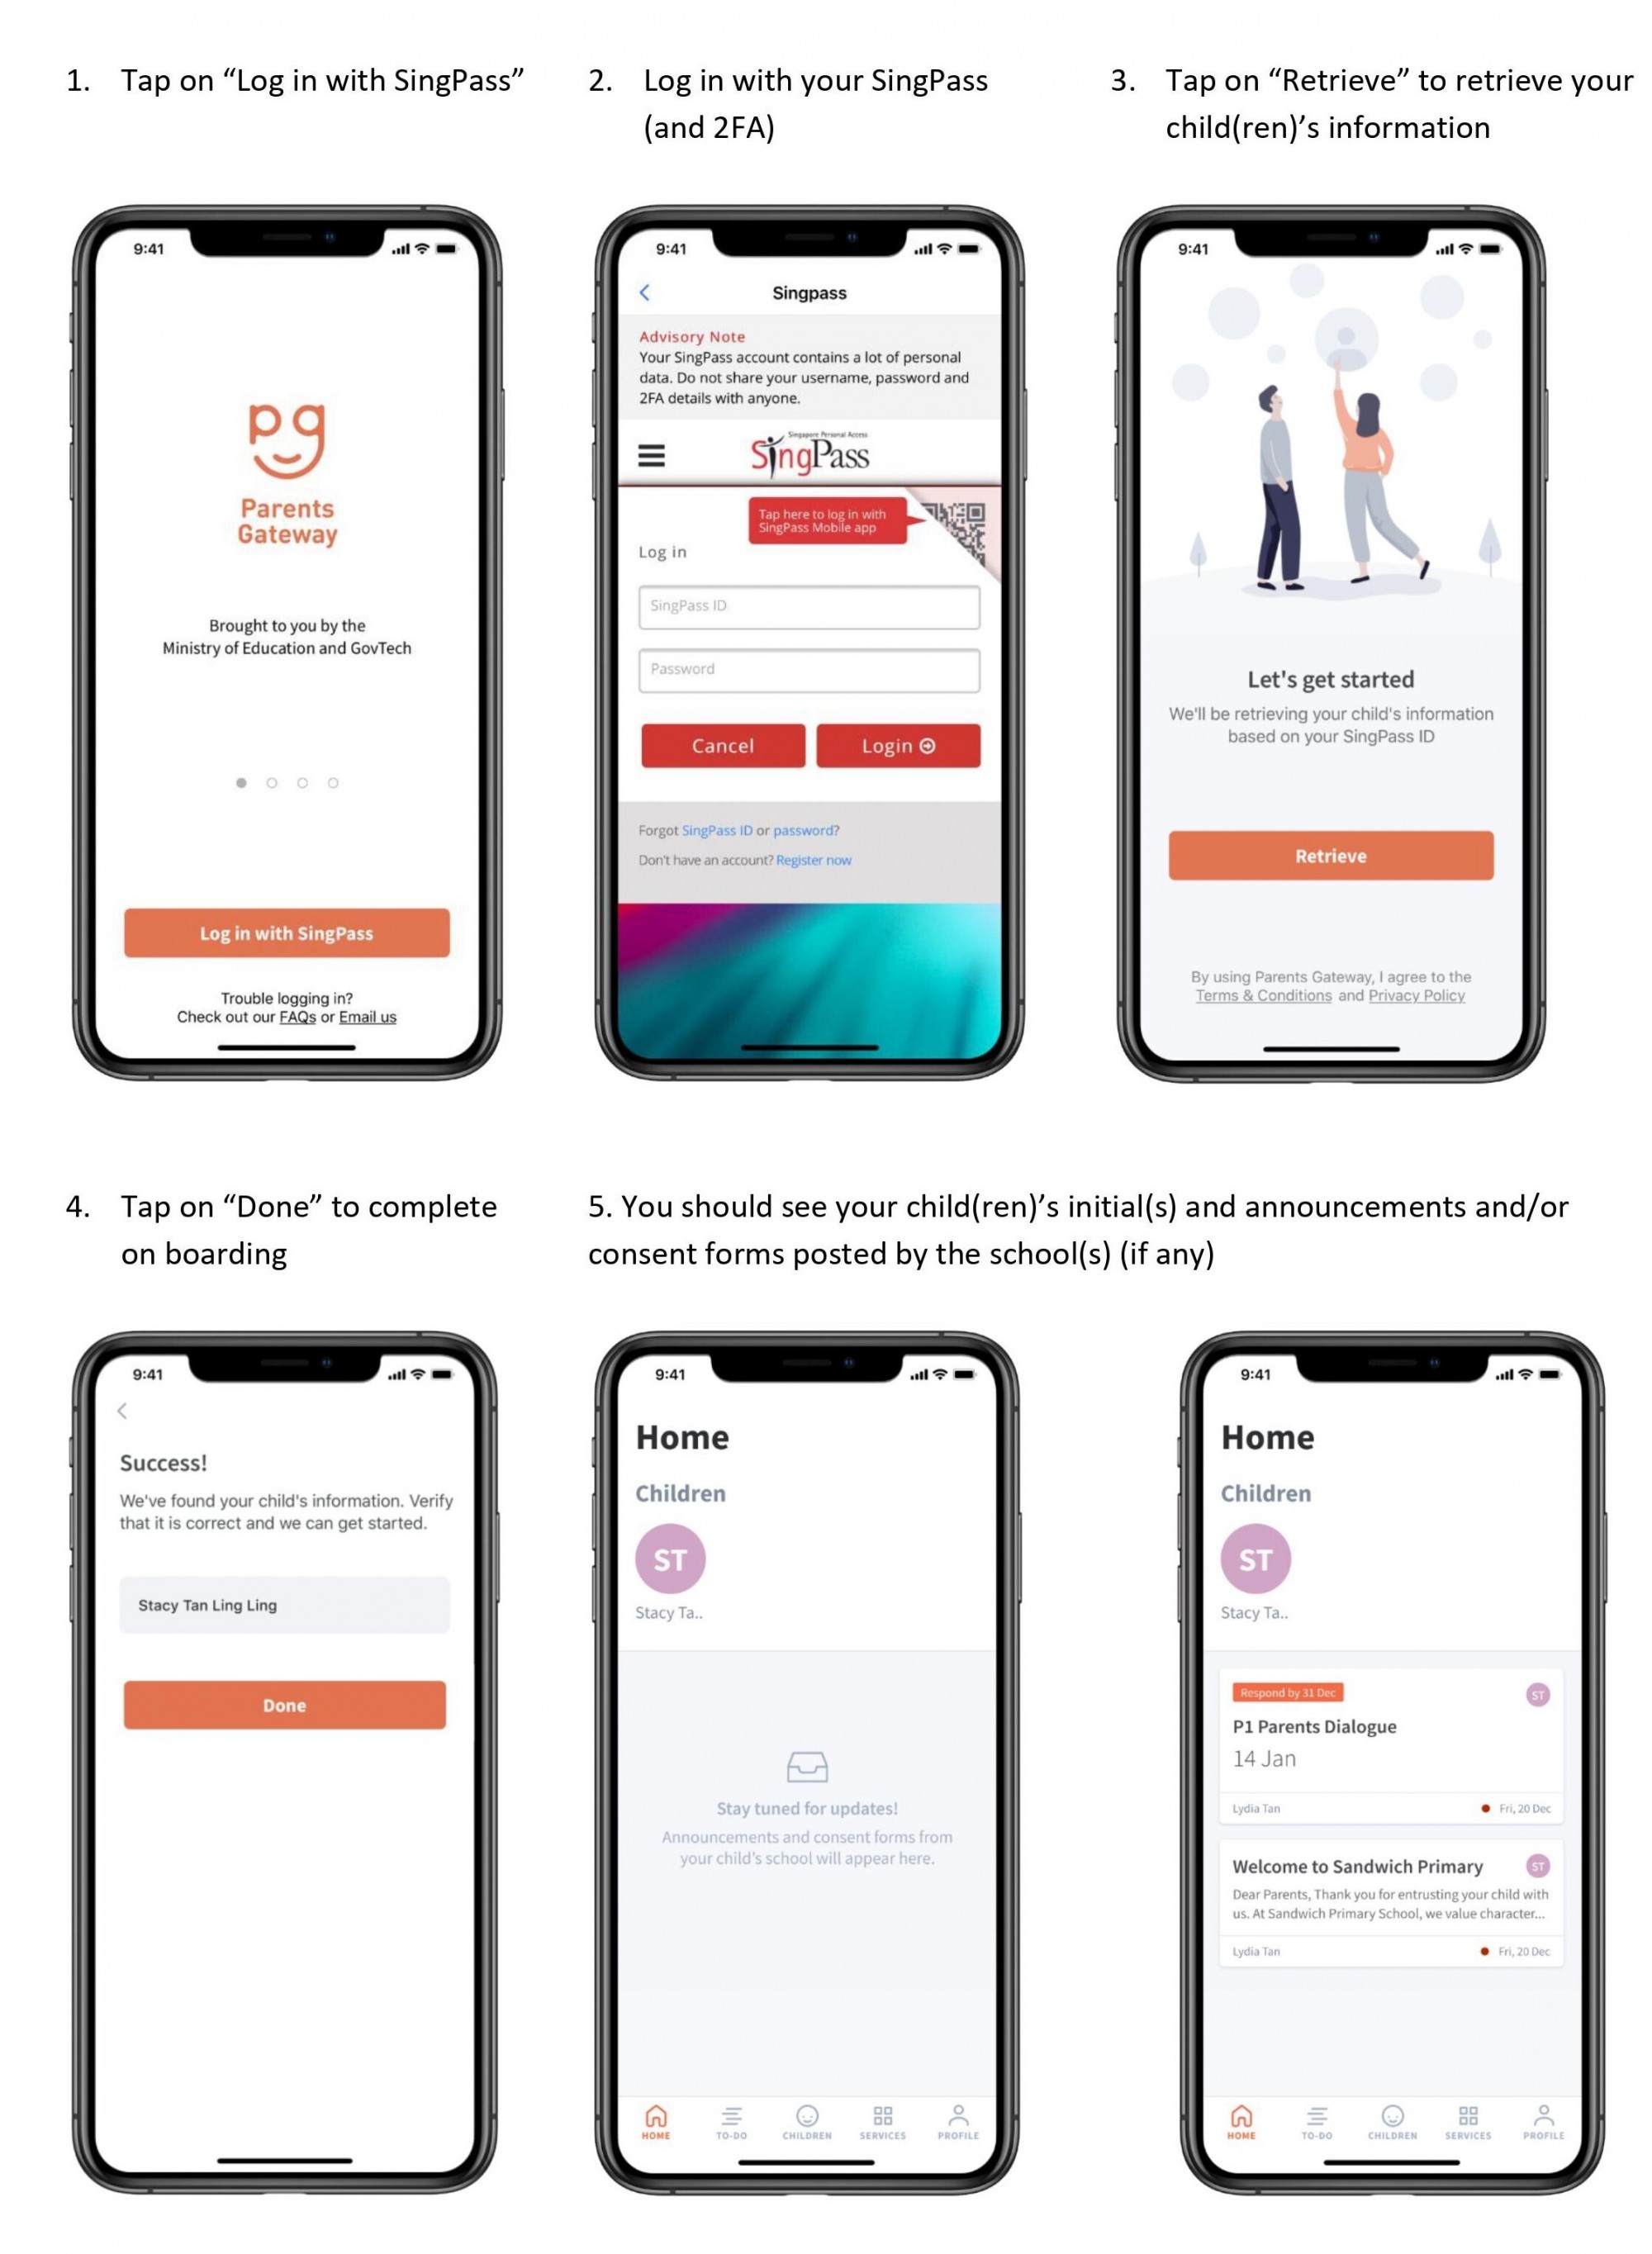 1. Tap on “Log in with SingPass”
2. Log in with your SingPass
(and 2FA)
3. Tap on “Retrieve” to retrieve your
child(ren)’s information
9:41
pg
Parents
Gateway
Brought to you by the
Ministry of Education and GovTech
Log in with SingPass
Trouble logging in?
Check out our FAQs or Email us
9:41
Singpass
Advisory Note
Your SingPass account contains a lot of personal
data. Do not share your username, password and
2FA details with anyone.
Singapore Personal Access
SingPass
Tap here to log in with
SingPass Mobile app
Log in
SingPass ID
Password
Cancel
Login
Forgot SingPass ID or password?
Don't have an account? Register now
9:41
Let's get started
We'll be retrieving your child's information
based on your SingPass ID
Retrieve
By using Parents Gateway, I agree to the
Terms & Conditions and Privacy Policy
4. Tap on “Done” to complete
on boarding
5. You should see your child(ren)’s initial(s) and announcements and/or
consent forms posted by the school(s) (if any)
9:41
Success!
We've found your child's information. Verify
that it is correct and we can get started.
Stacy Tan Ling Ling
Done
9:41
Home
Children
ST
Stacy Ta..
Stay tuned for updates!
Announcements and consent forms from
your child's school will appear here.
HOME TO-DO CHILDREN SERVICES PROFILE
9:41
Home
Children
ST
Stacy Ta..
Respond by 31 Dec
ST
P1 Parents Dialogue
14 Jan
Lydia Tan Fri, 20 Dec
Welcome to Sandwich Primary
ST
Dear Parents, Thank you for entrusting your child with
us. At Sandwich Primary School, we value character...
Lydia Tan Fri, 20 Dec
HOME TO-DO CHILDREN SERVICES PROFILE